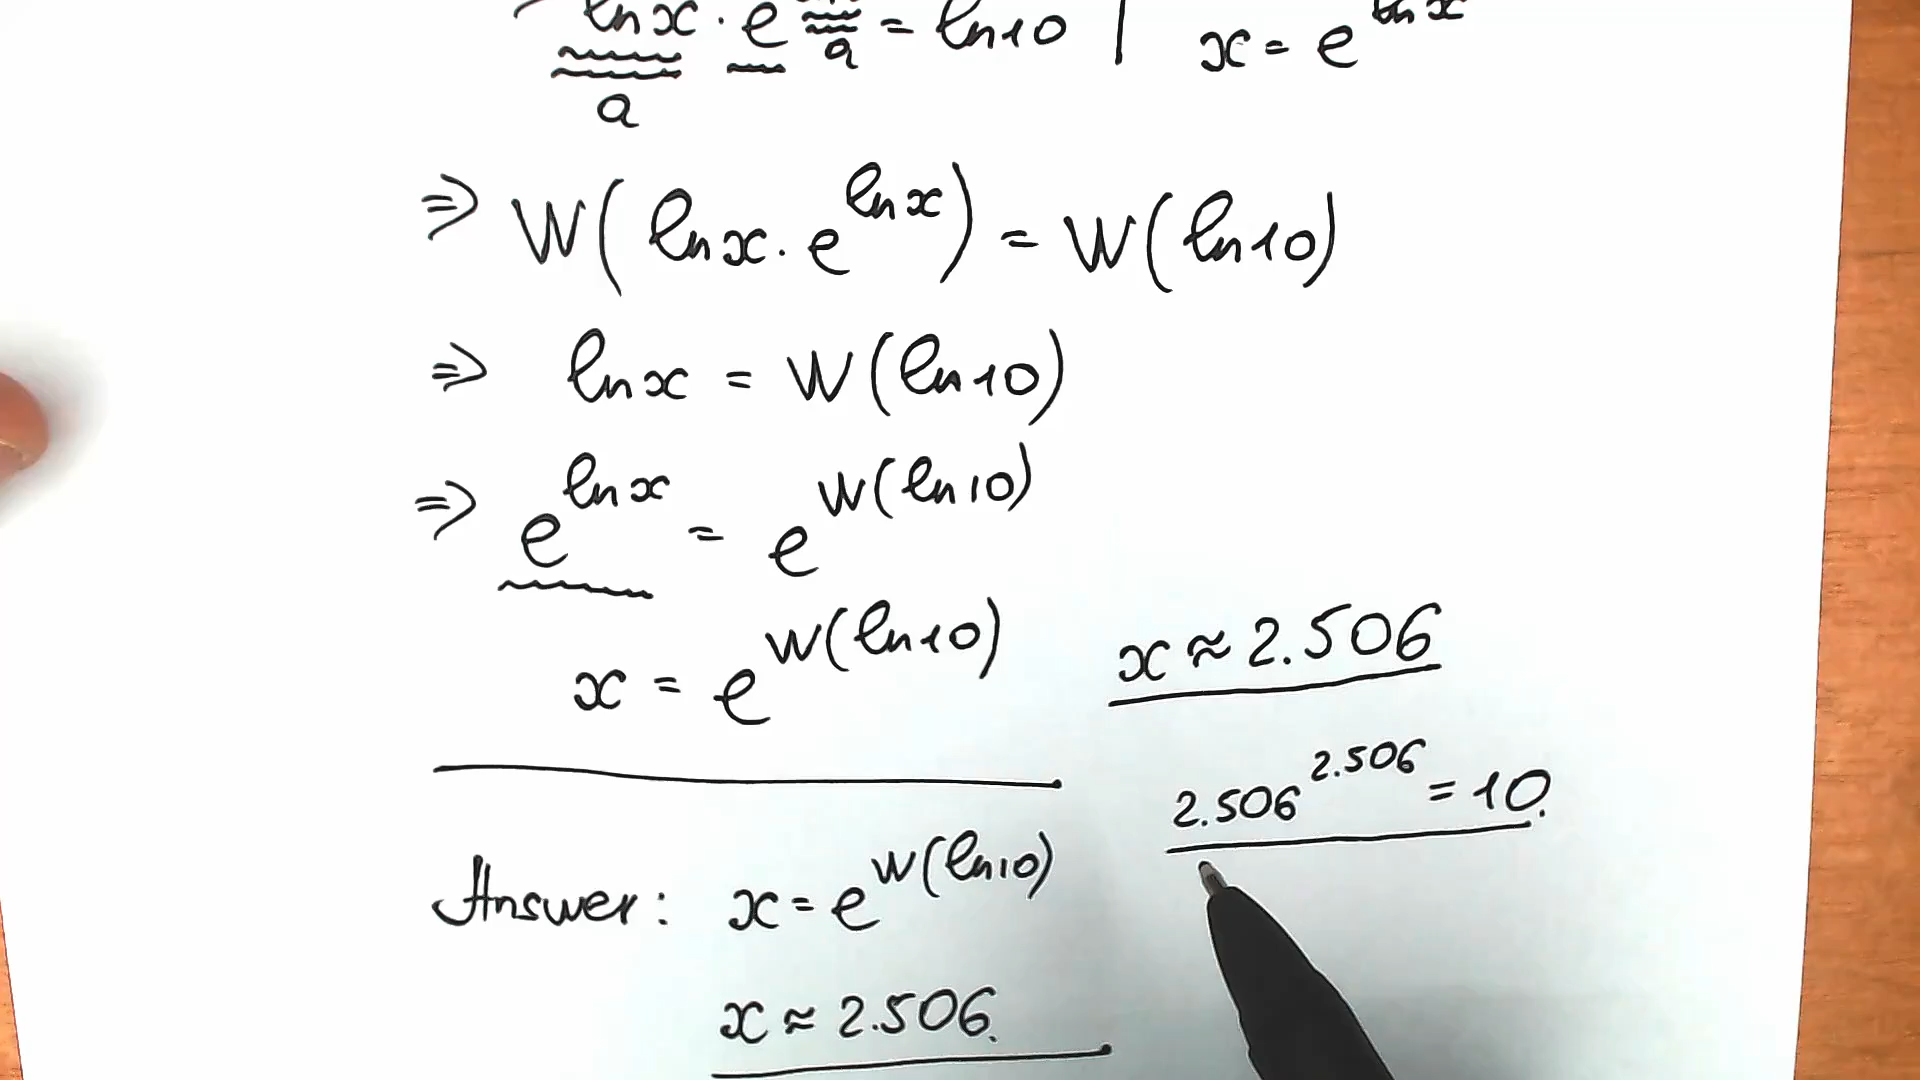 ln x · e = ln 10 | x = e^ln x
a
a
⇒ W( ln x · e^ln x ) = W( ln 10 )
⇒ ln x = W( ln 10 )
⇒ e^ln x = e^W(ln 10)
x = e^W(ln 10)
x ≈ 2.506
2.506^2.506 = 10.
Answer: x = e^W(ln 10)
x ≈ 2.506.